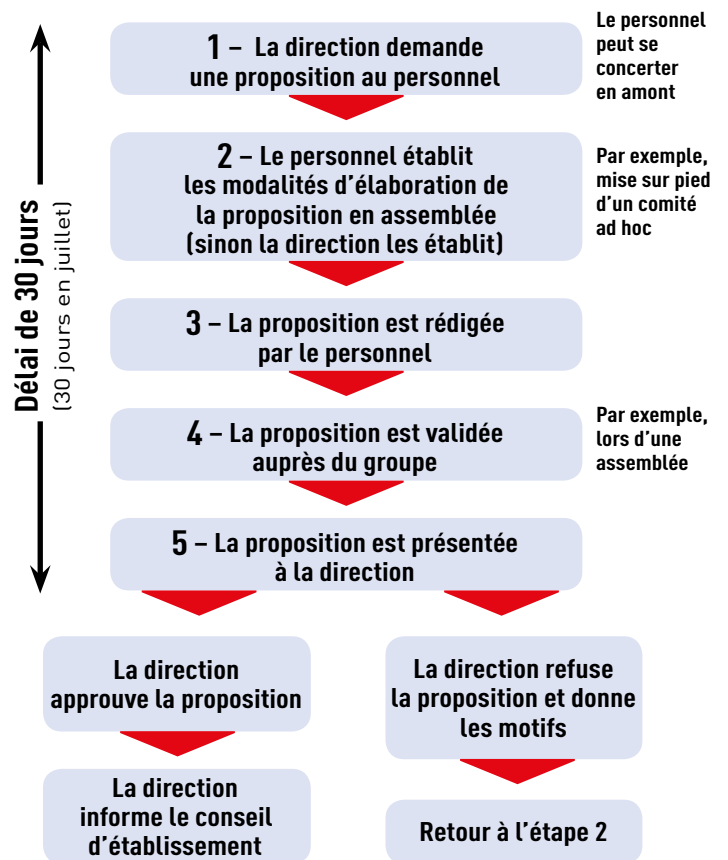 1 – La direction demande
une proposition au personnel
Le personnel
peut se
concerter
en amont
2 – Le personnel établit
les modalités d’élaboration de
la proposition en assemblée
(sinon la direction les établit)
Par exemple,
mise sur pied
d’un comité
ad hoc
Délai de 30 jours
(30 jours en juillet)
3 – La proposition est rédigée
par le personnel
4 – La proposition est validée
auprès du groupe
Par exemple,
lors d’une
assemblée
5 – La proposition est présentée
à la direction
La direction
approuve la proposition
La direction refuse
la proposition et donne
les motifs
La direction
informe le conseil
d’établissement
Retour à l’étape 2